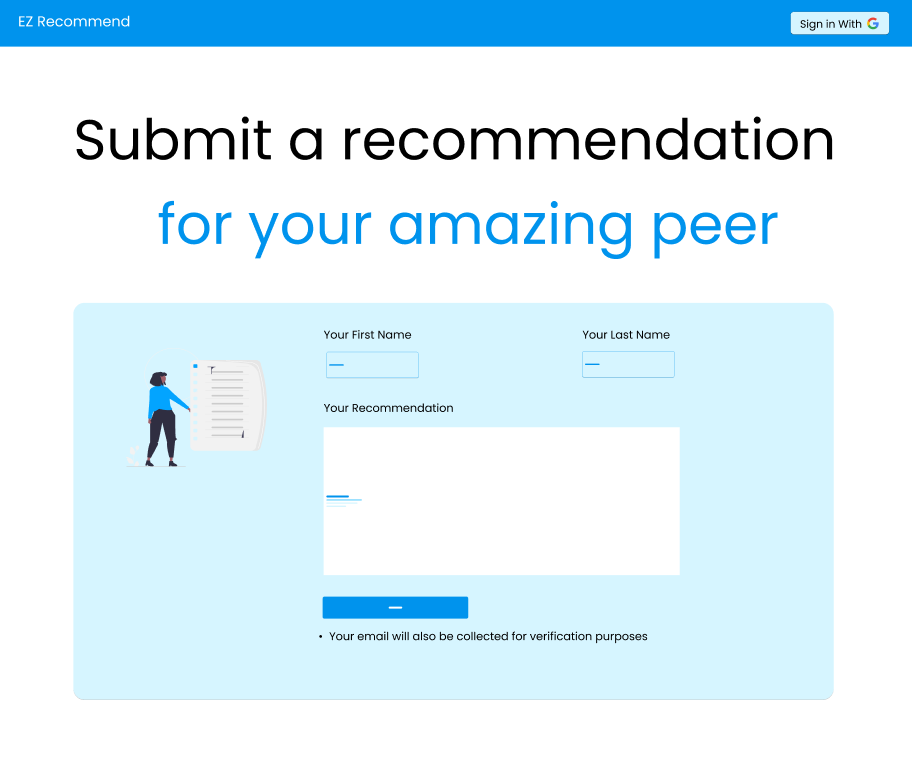 EZ Recommend
Sign in With
Submit a recommendation
for your amazing peer
Your First Name
Your Last Name
Your Recommendation
• Your email will also be collected for verification purposes